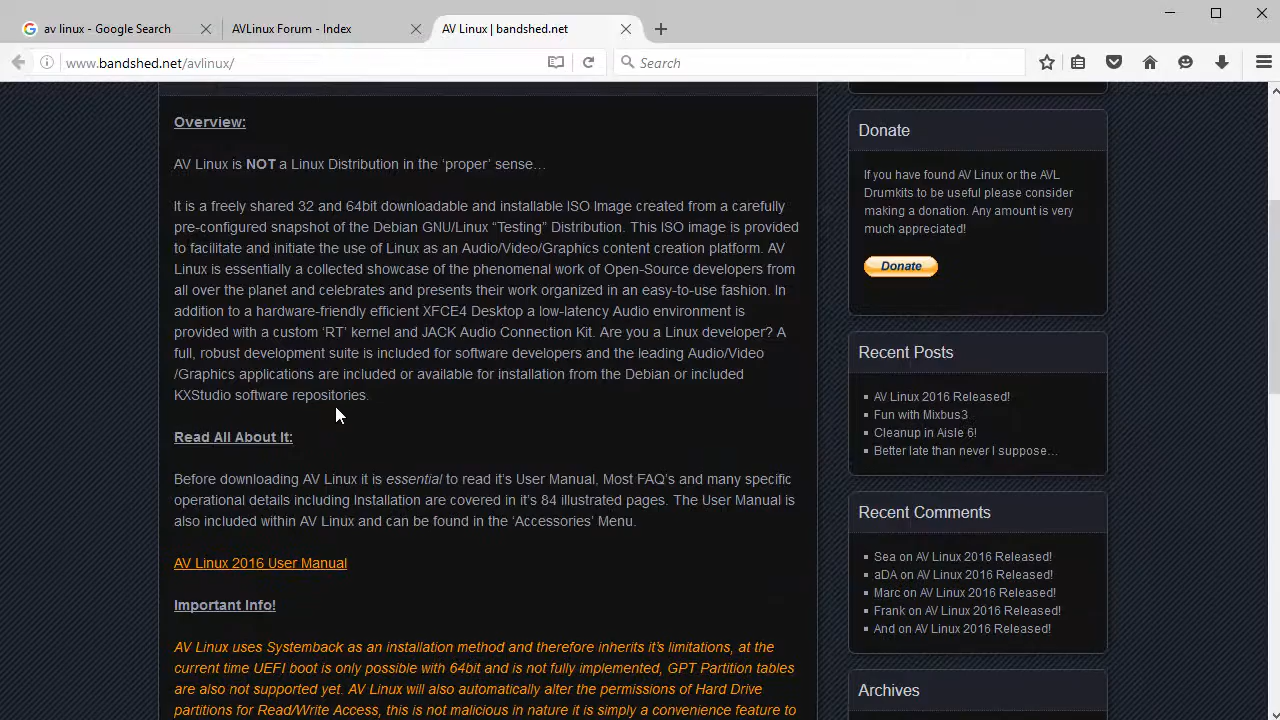 av linux - Google Search
AVLinux Forum - Index
AV Linux | bandshed.net
www.bandshed.net/avlinux/
Search
Overview:
AV Linux is NOT a Linux Distribution in the ‘proper’ sense…
It is a freely shared 32 and 64bit downloadable and installable ISO Image created from a carefully
pre-configured snapshot of the Debian GNU/Linux “Testing” Distribution. This ISO image is provided
to facilitate and initiate the use of Linux as an Audio/Video/Graphics content creation platform. AV
Linux is essentially a collected showcase of the phenomenal work of Open-Source developers from
all over the planet and celebrates and presents their work organized in an easy-to-use fashion. In
addition to a hardware-friendly efficient XFCE4 Desktop a low-latency Audio environment is
provided with a custom ‘RT’ kernel and JACK Audio Connection Kit. Are you a Linux developer? A
full, robust development suite is included for software developers and the leading Audio/Video
/Graphics applications are included or available for installation from the Debian or included
KXStudio software repositories.
Read All About It:
Before downloading AV Linux it is essential to read it’s User Manual, Most FAQ’s and many specific
operational details including Installation are covered in it’s 84 illustrated pages. The User Manual is
also included within AV Linux and can be found in the ‘Accessories’ Menu.
AV Linux 2016 User Manual
Important Info!
AV Linux uses Systemback as an installation method and therefore inherits it’s limitations, at the
current time UEFI boot is only possible with 64bit and is not fully implemented, GPT Partition tables
are also not supported yet. AV Linux will also automatically alter the permissions of Hard Drive
partitions for Read/Write Access, this is not malicious in nature it is simply a convenience feature to
Donate
If you have found AV Linux or the AVL
Drumkits to be useful please consider
making a donation. Any amount is very
much appreciated!
Donate
Recent Posts
AV Linux 2016 Released!
Fun with Mixbus3
Cleanup in Aisle 6!
Better late than never I suppose…
Recent Comments
Sea on AV Linux 2016 Released!
aDA on AV Linux 2016 Released!
Marc on AV Linux 2016 Released!
Frank on AV Linux 2016 Released!
And on AV Linux 2016 Released!
Archives